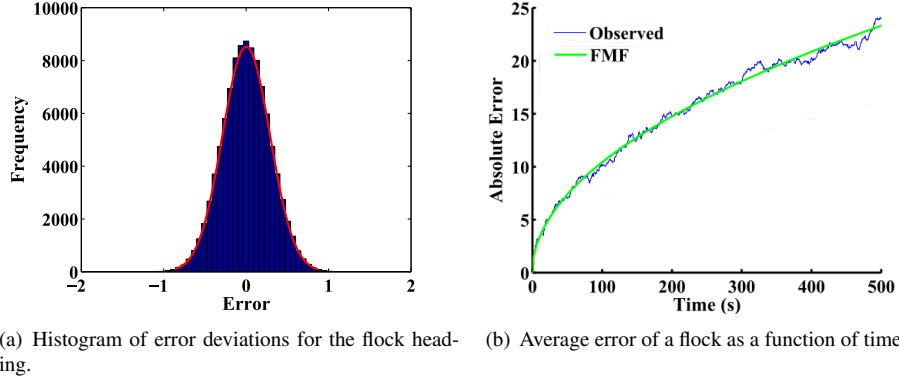 10000
8000
6000
4000
2000
0
Frequency
−2
−1
0
1
2
Error
25
20
15
10
5
0
Absolute Error
Observed
FMF
0
100
200
300
400
500
Time (s)
(a) Histogram of error deviations for the flock head-
ing.
(b) Average error of a flock as a function of time